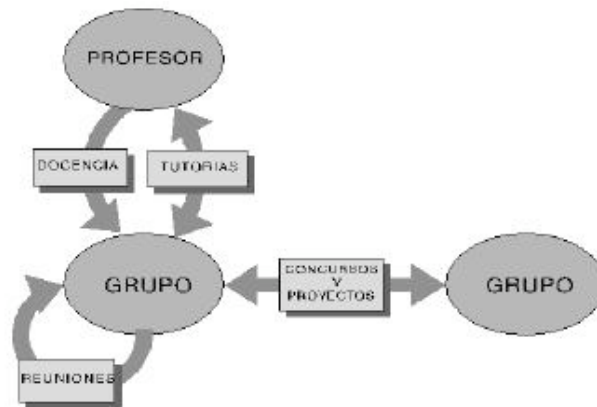 PROFESOR
DOCENCIA
TUTORIAS
GRUPO
CONCURSOS
Y
PROYECTOS
GRUPO
REUNIONES